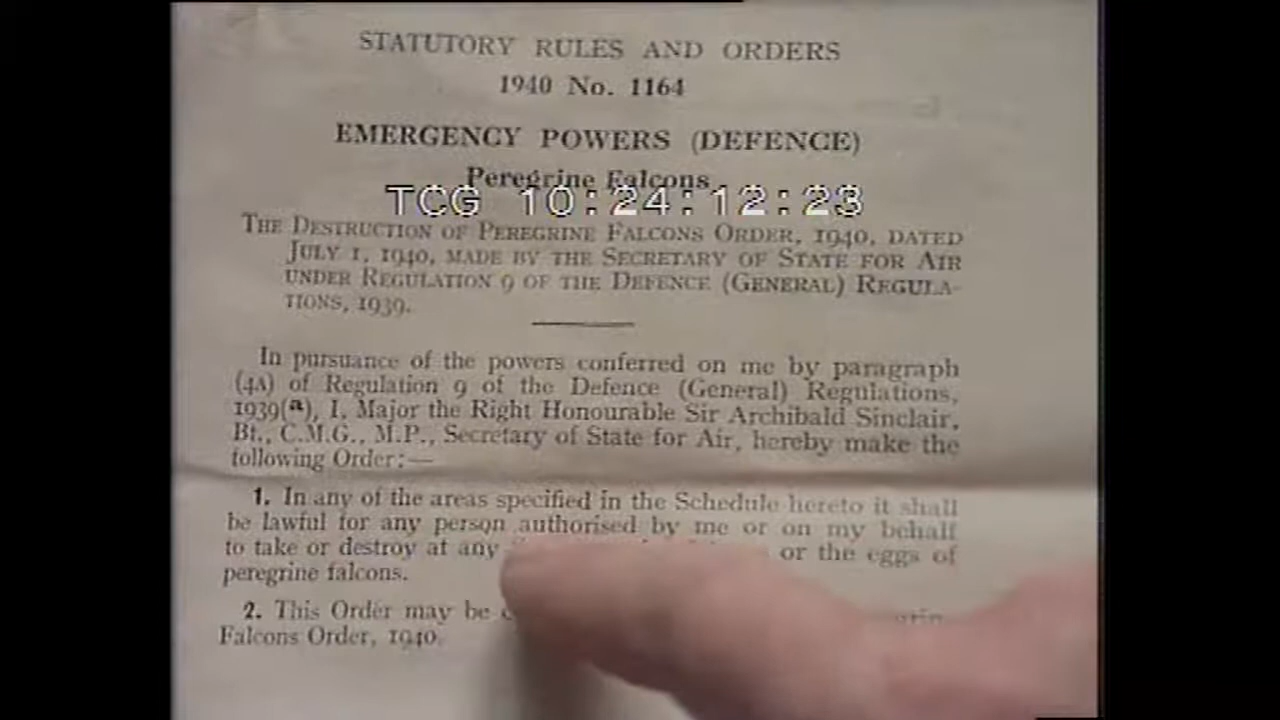 STATUTORY RULES AND ORDERS
1940 No. 1164
EMERGENCY POWERS (DEFENCE)
Peregrine Falcons
TCG 10:24:12:23
THE DESTRUCTION OF PEREGRINE FALCONS ORDER, 1940, DATED
JULY 1, 1940, MADE BY THE SECRETARY OF STATE FOR AIR
UNDER REGULATION 9 OF THE DEFENCE (GENERAL) REGULA-
TIONS, 1939.
In pursuance of the powers conferred on me by paragraph
(4A) of Regulation 9 of the Defence (General) Regulations,
1939(a), I, Major the Right Honourable Sir Archibald Sinclair,
Bt., C.M.G., M.P., Secretary of State for Air, hereby make the
following Order:—
1. In any of the areas specified in the Schedule hereto it shall
be lawful for any person authorised by me or on my behalf
to take or destroy at any or the eggs of
peregrine falcons.
2. This Order may be
Falcons Order, 1940.